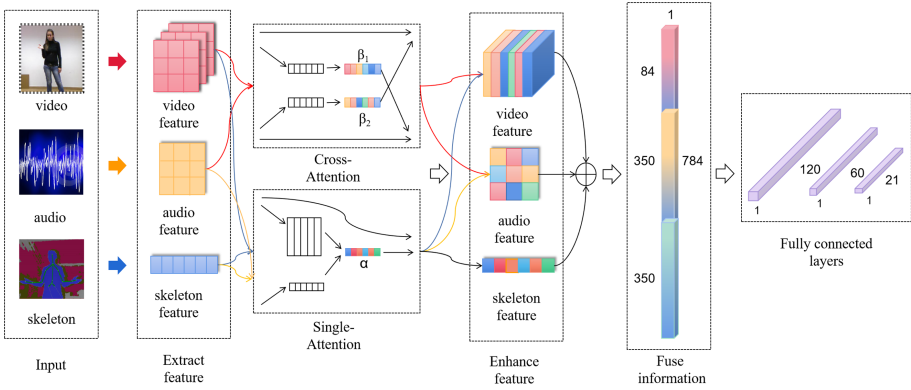 video
audio
skeleton
Input
video
feature
audio
feature
skeleton
feature
Extract
feature
β1
β2
Cross-
Attention
α
Single-
Attention
video
feature
audio
feature
skeleton
feature
Enhance
feature
1
84
350
784
350
Fuse
information
120
60
21
1
1
1
Fully connected
layers